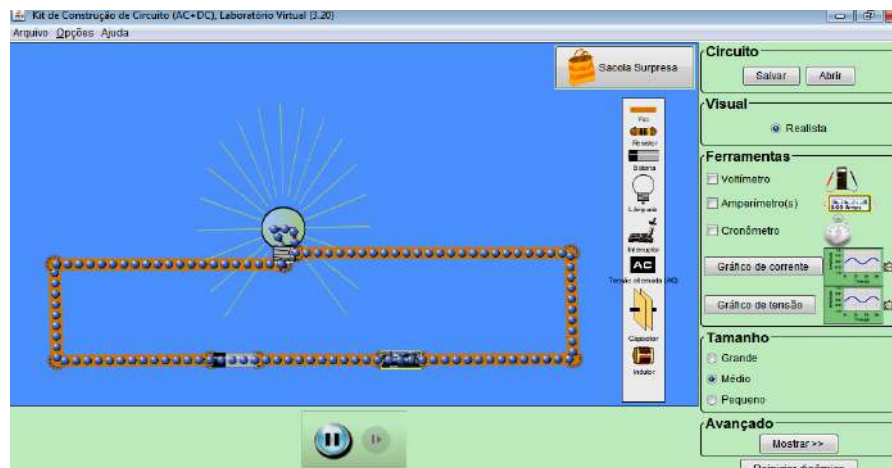 Kit de Construção de Circuito (AC+DC), Laboratório Virtual (3.20)
Arquivo Opções Ajuda
Sacola Surpresa
Fio
Resistor
Bateria
Lâmpada
Interruptor
AC
Capacitor
Indutor
Circuito
Salvar
Abrir
Visual
Realista
Ferramentas
Voltímetro
Amperímetro(s)
Cronômetro
Gráfico de corrente
Gráfico de tensão
Tamanho
Grande
Médio
Pequeno
Avançado
Mostrar >>
Reiniciar dinâmica